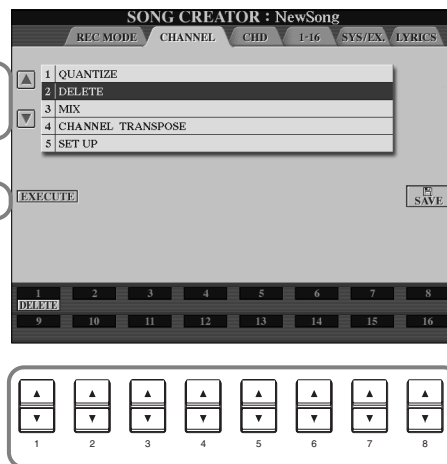 SONG CREATOR : NewSong
REC MODE CHANNEL CHD 1-16 SYS/EX. LYRICS
1 QUANTIZE
2 DELETE
3 MIX
4 CHANNEL TRANSPOSE
5 SET UP
EXECUTE
SAVE
1 2 3 4 5 6 7 8
DELETE
9 10 11 12 13 14 15 16
1 2 3 4 5 6 7 8